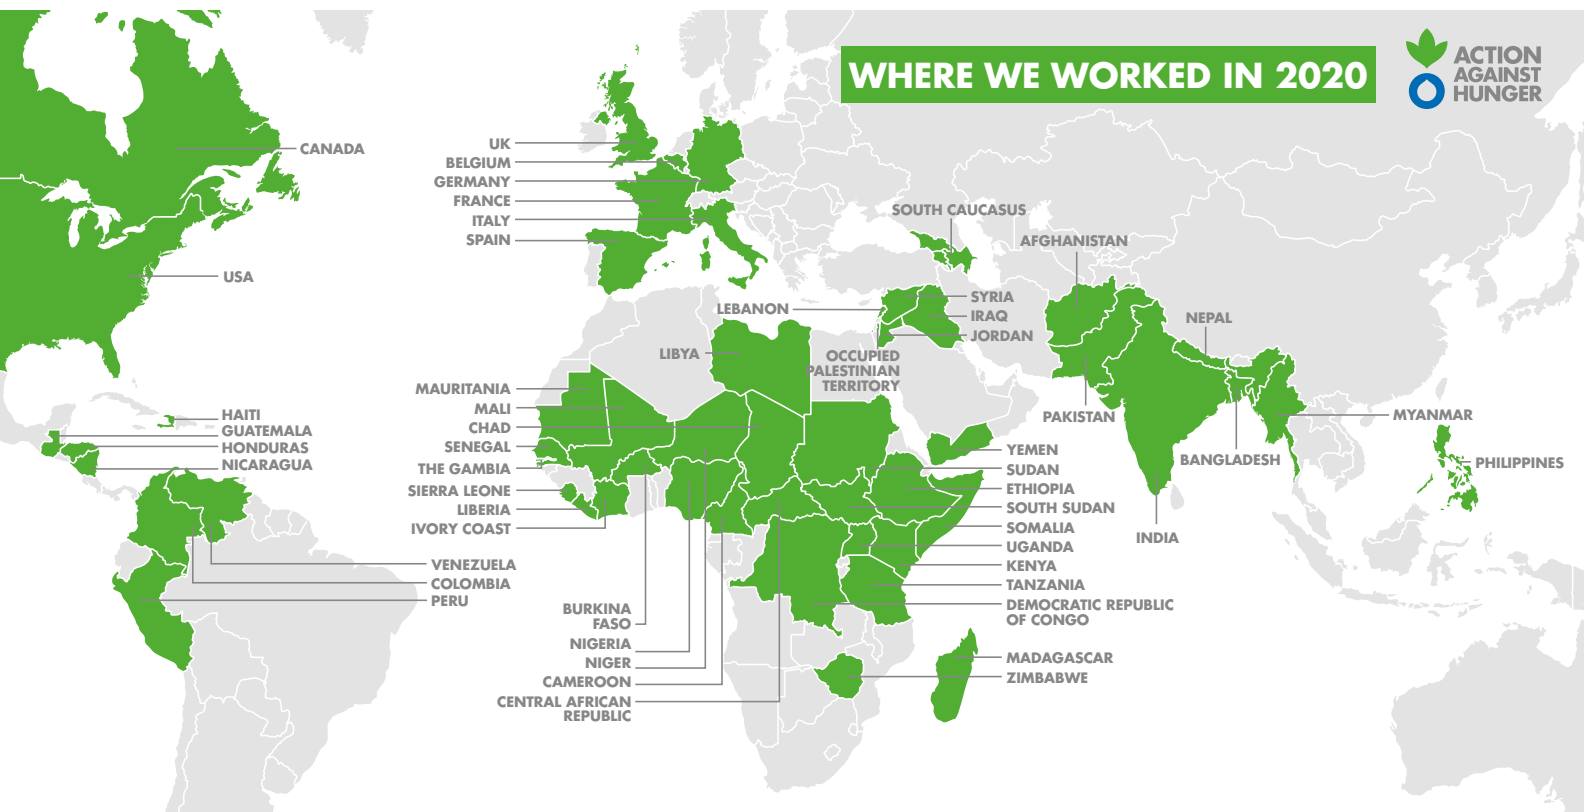 WHERE WE WORKED IN 2020
ACTION
AGAINST
HUNGER
CANADA
USA
HAITI
GUATEMALA
HONDURAS
NICARAGUA
VENEZUELA
COLOMBIA
PERU
UK
BELGIUM
GERMANY
FRANCE
ITALY
SPAIN
LEBANON
LIBYA
OCCUPIED
PALESTINIAN
TERRITORY
MAURITANIA
MALI
CHAD
SENEGAL
THE GAMBIA
SIERRA LEONE
LIBERIA
IVORY COAST
BURKINA
FASO
NIGERIA
NIGER
CAMEROON
CENTRAL AFRICAN
REPUBLIC
SOUTH CAUCASUS
AFGHANISTAN
SYRIA
IRAQ
JORDAN
NEPAL
PAKISTAN
BANGLADESH
INDIA
MYANMAR
PHILIPPINES
YEMEN
SUDAN
ETHIOPIA
SOUTH SUDAN
SOMALIA
UGANDA
KENYA
TANZANIA
DEMOCRATIC REPUBLIC
OF CONGO
MADAGASCAR
ZIMBABWE